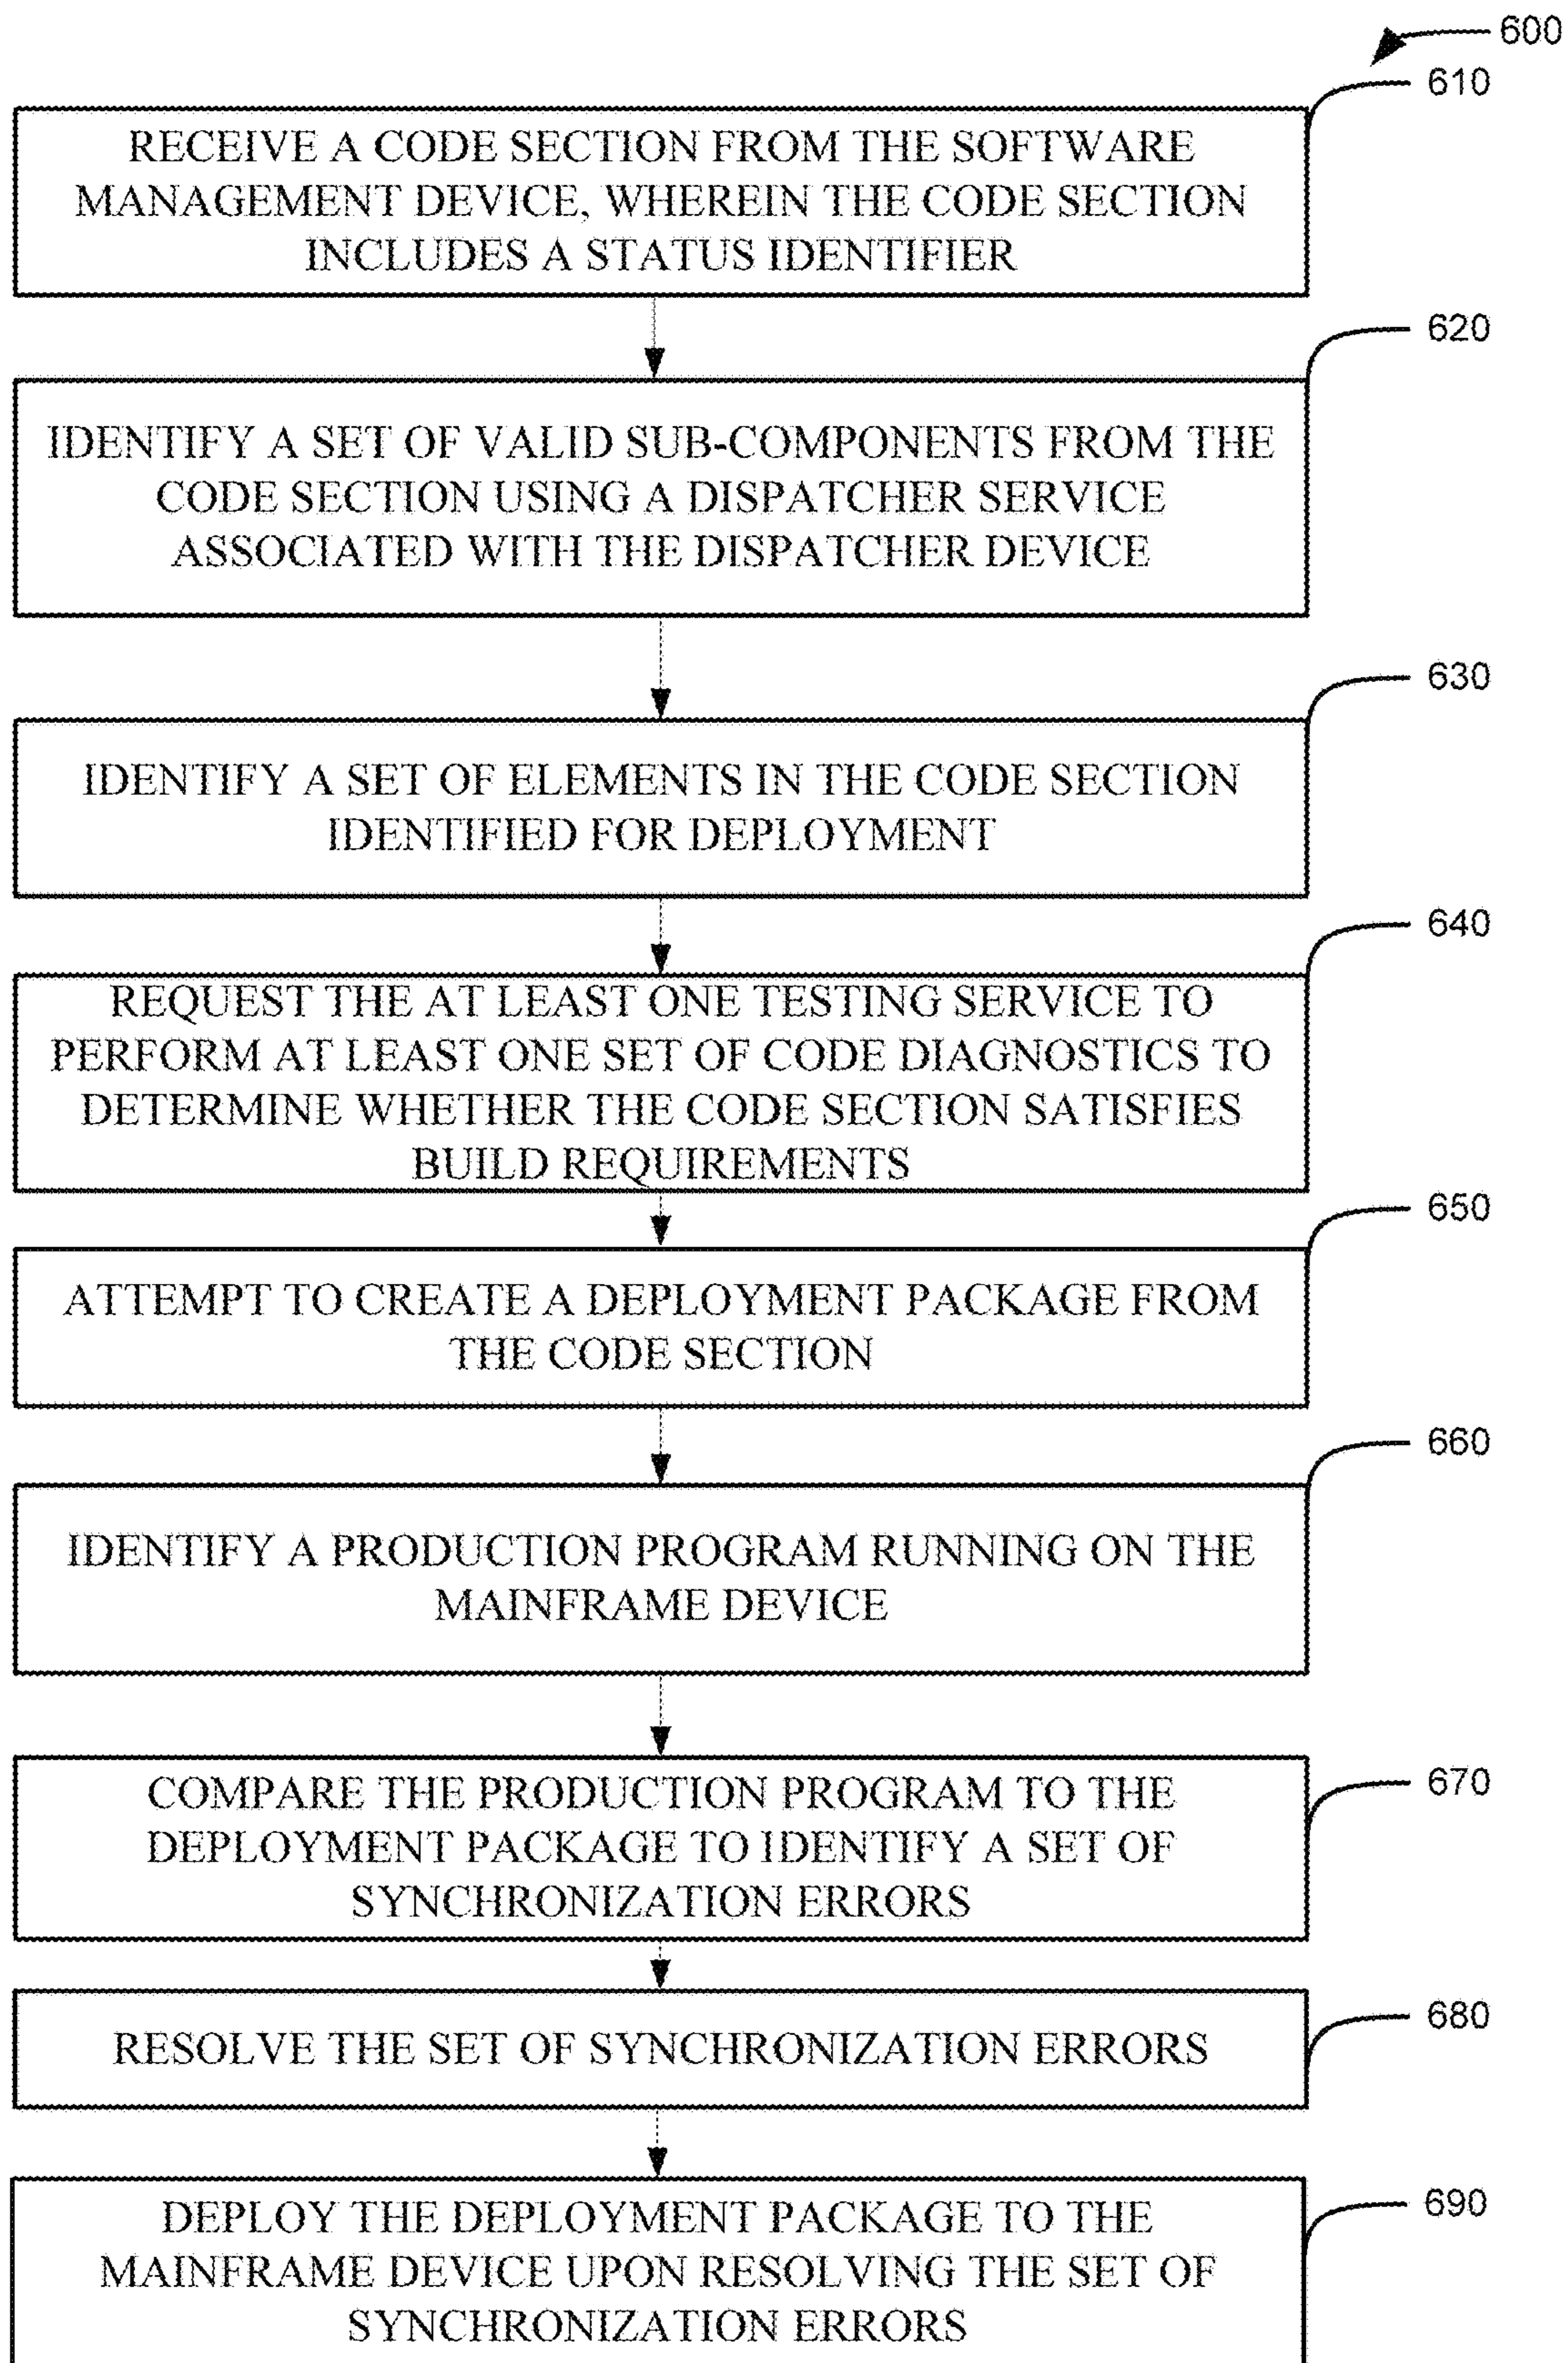 600
610
RECEIVE A CODE SECTION FROM THE SOFTWARE
MANAGEMENT DEVICE, WHEREIN THE CODE SECTION
INCLUDES A STATUS IDENTIFIER
620
IDENTIFY A SET OF VALID SUB-COMPONENTS FROM THE
CODE SECTION USING A DISPATCHER SERVICE
ASSOCIATED WITH THE DISPATCHER DEVICE
630
IDENTIFY A SET OF ELEMENTS IN THE CODE SECTION
IDENTIFIED FOR DEPLOYMENT
640
REQUEST THE AT LEAST ONE TESTING SERVICE TO
PERFORM AT LEAST ONE SET OF CODE DIAGNOSTICS TO
DETERMINE WHETHER THE CODE SECTION SATISFIES
BUILD REQUIREMENTS
650
ATTEMPT TO CREATE A DEPLOYMENT PACKAGE FROM
THE CODE SECTION
660
IDENTIFY A PRODUCTION PROGRAM RUNNING ON THE
MAINFRAME DEVICE
670
COMPARE THE PRODUCTION PROGRAM TO THE
DEPLOYMENT PACKAGE TO IDENTIFY A SET OF
SYNCHRONIZATION ERRORS
680
RESOLVE THE SET OF SYNCHRONIZATION ERRORS
690
DEPLOY THE DEPLOYMENT PACKAGE TO THE
MAINFRAME DEVICE UPON RESOLVING THE SET OF
SYNCHRONIZATION ERRORS